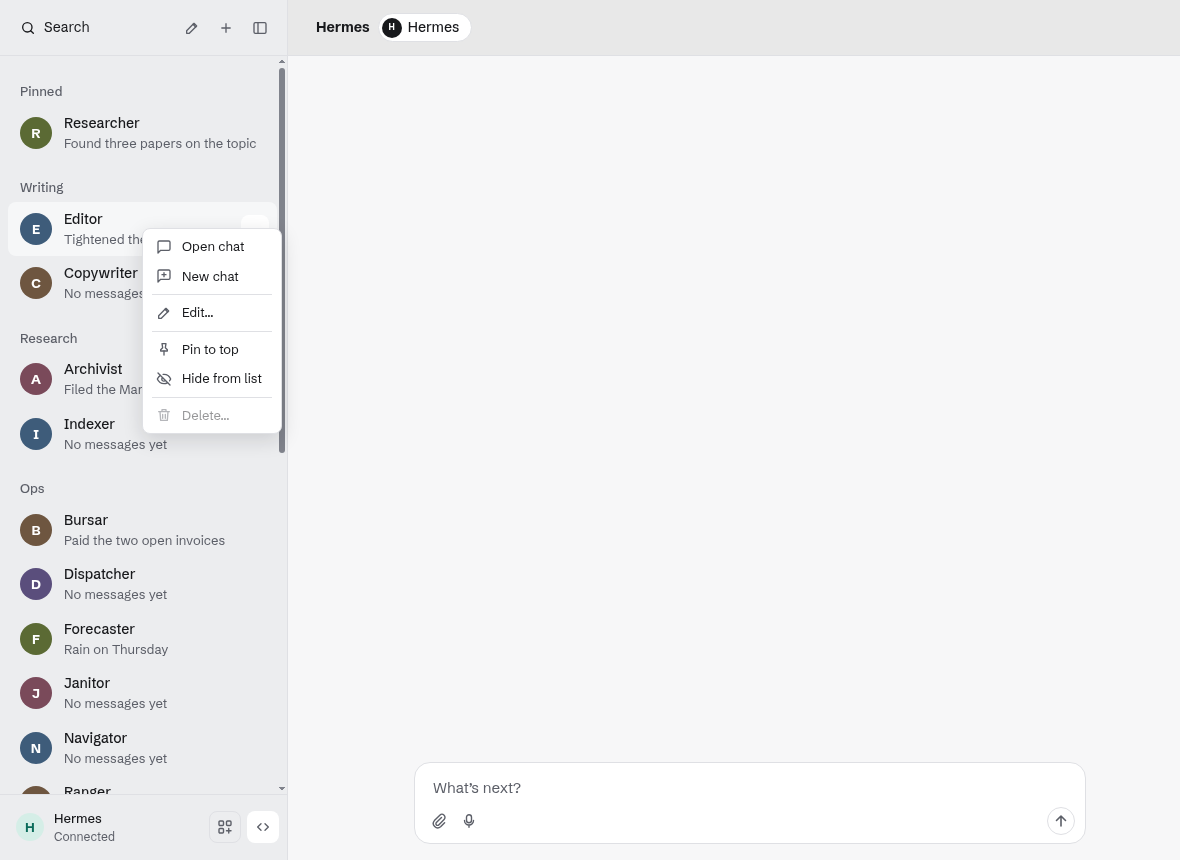 Search
Hermes
H Hermes
Pinned
R
Researcher
Found three papers on the topic
Writing
E
Editor
Tightened the
C
Copywriter
No messages
Open chat
New chat
Edit...
Pin to top
Hide from list
Delete...
Research
A
Archivist
Filed the Mar
I
Indexer
No messages yet
Ops
B
Bursar
Paid the two open invoices
D
Dispatcher
No messages yet
F
Forecaster
Rain on Thursday
J
Janitor
No messages yet
N
Navigator
No messages yet
Ranger
H
Hermes
Connected
What's next?